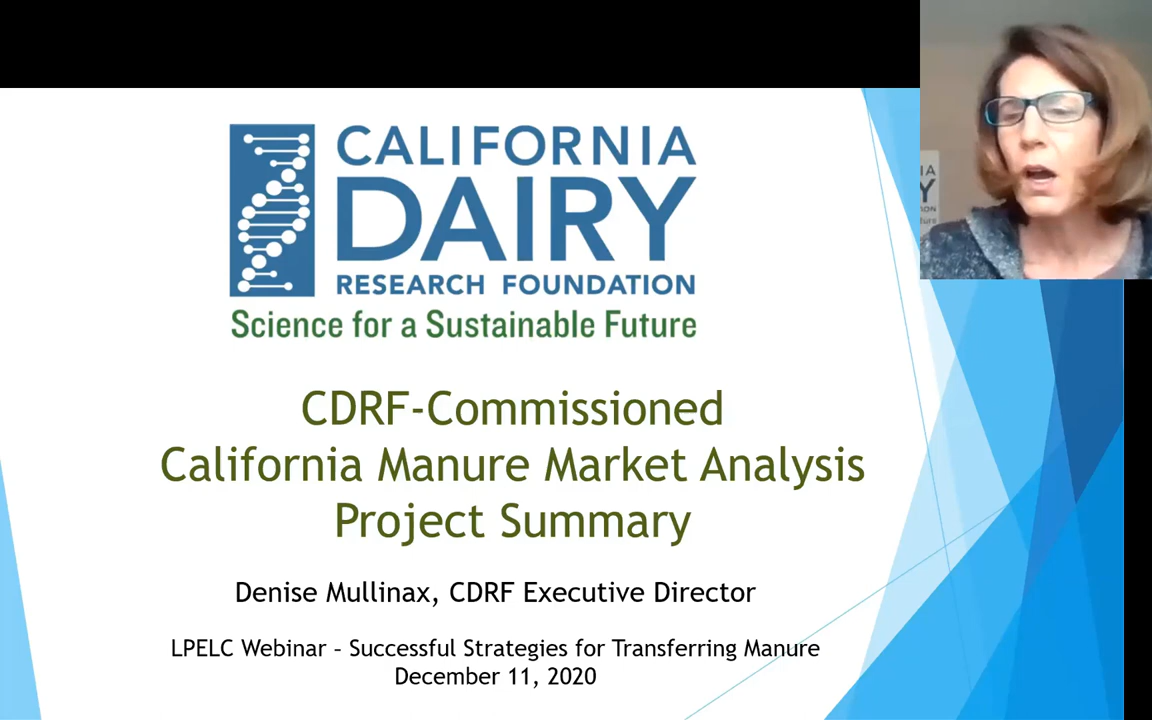 CALIFORNIA
DAIRY
RESEARCH FOUNDATION
Science for a Sustainable Future
CDRF-Commissioned
California Manure Market Analysis
Project Summary
Denise Mullinax, CDRF Executive Director
LPELC Webinar – Successful Strategies for Transferring Manure
December 11, 2020